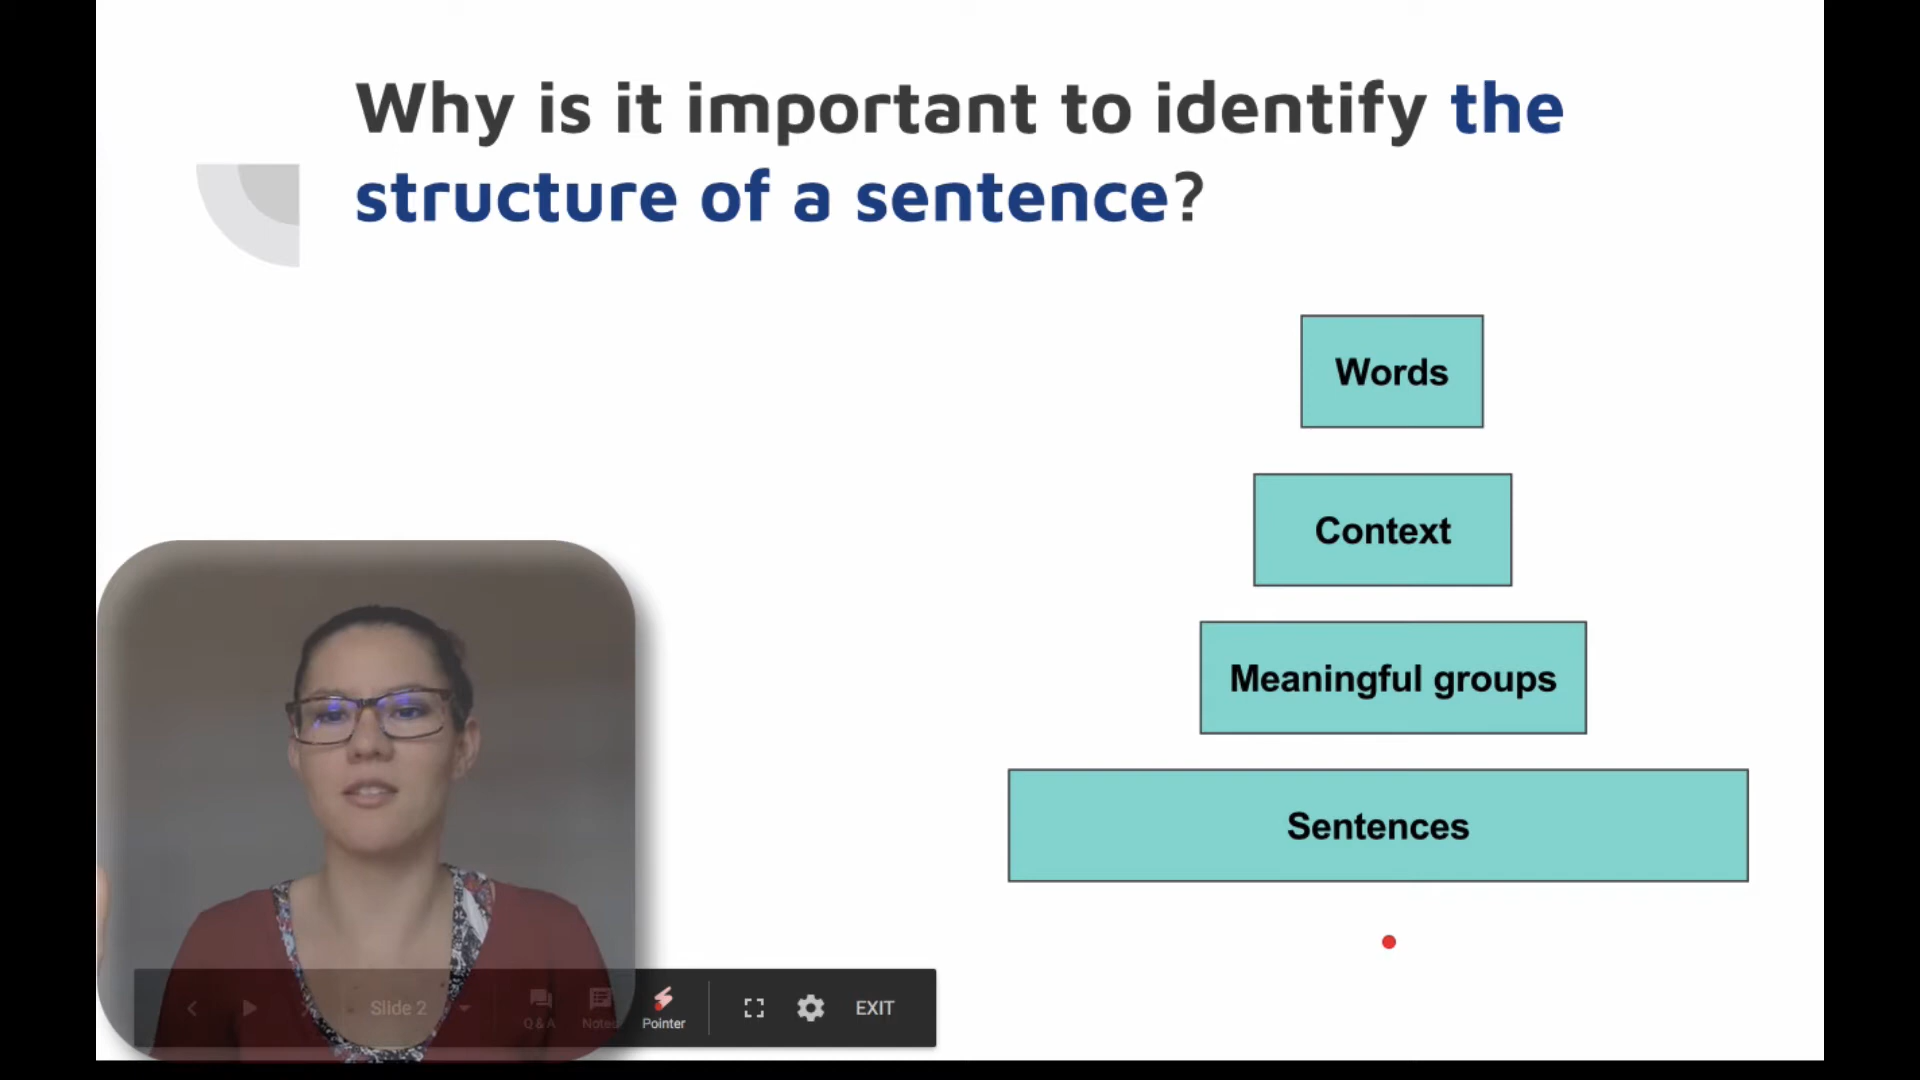 Why is it important to identify the
structure of a sentence?
Words
Context
Meaningful groups
Sentences
Slide 2
Q & A
Notes
Pointer
EXIT